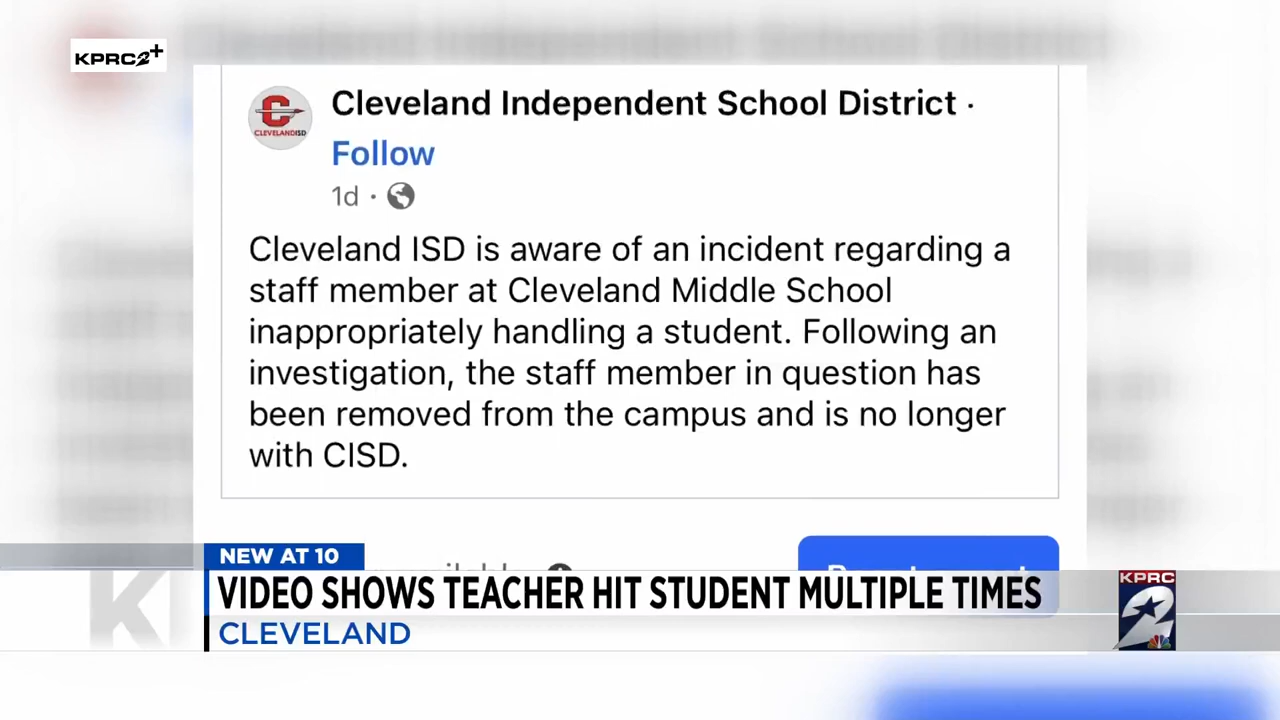 KPRC2+
Cleveland Independent School District ·
C
CLEVELANDISD
Follow
1d ·
Cleveland ISD is aware of an incident regarding a
staff member at Cleveland Middle School
inappropriately handling a student. Following an
investigation, the staff member in question has
been removed from the campus and is no longer
with CISD.
NEW AT 10
VIDEO SHOWS TEACHER HIT STUDENT MULTIPLE TIMES
CLEVELAND
KPRC
2